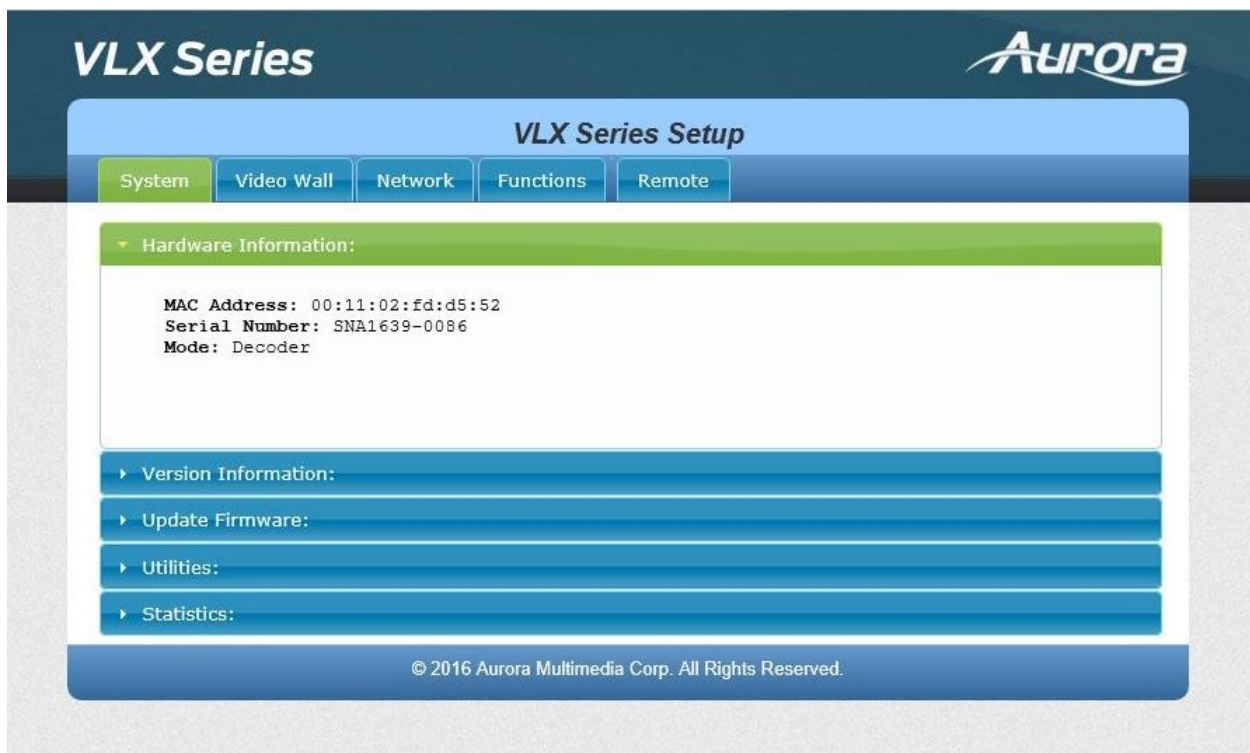 VLX Series
Aurora
VLX Series Setup
System
Video Wall
Network
Functions
Remote
Hardware Information:
MAC Address: 00:11:02:fd:d5:52
Serial Number: SNA1639-0086
Mode: Decoder
Version Information:
Update Firmware:
Utilities:
Statistics:
© 2016 Aurora Multimedia Corp. All Rights Reserved.